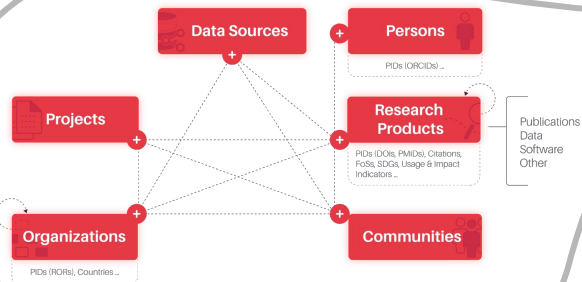 Data Sources
Persons
PIDs (ORCIDs) ...
Projects
Research
Products
PIDs (DOIs, PMIDs), Citations,
FoSs, SDGs, Usage & Impact
Indicators ...
Publications
Data
Software
Other
Organizations
PIDs (RORs), Countries ...
Communities